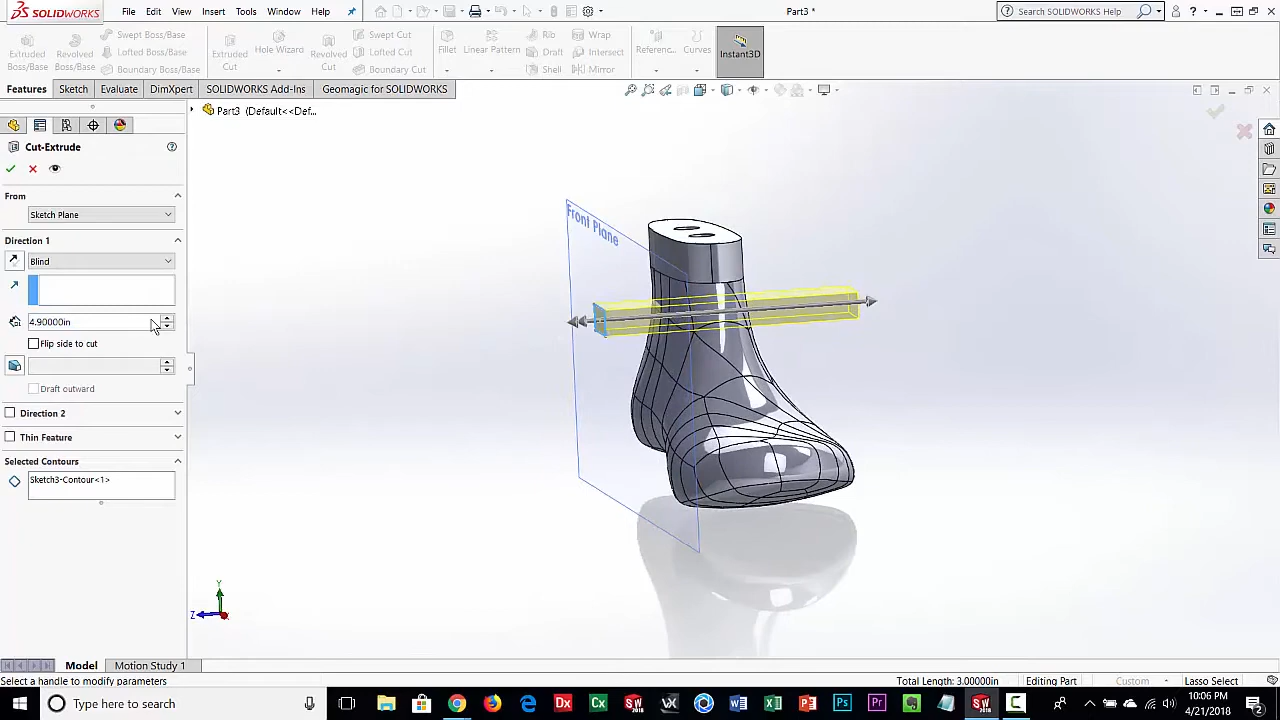 SOLIDWORKS
File Edit View Insert Tools Window Help
Part3 *
Search SOLIDWORKS Help
Extruded Boss/Base
Revolved Boss/Base
Swept Boss/Base
Lofted Boss/Base
Boundary Boss/Base
Extruded Cut
Hole Wizard
Revolved Cut
Swept Cut
Lofted Cut
Boundary Cut
Fillet
Linear Pattern
Rib
Draft
Shell
Wrap
Intersect
Mirror
Referenc...
Curves
Instant3D
Features Sketch Evaluate DimXpert SOLIDWORKS Add-Ins Geomagic for SOLIDWORKS
Part3 (Default<<Def...
Cut-Extrude
From
Sketch Plane
Direction 1
Blind
4.90000in
Flip side to cut
Draft outward
Direction 2
Thin Feature
Selected Contours
Sketch3-Contour<1>
Front Plane
Y
Z
Model Motion Study 1
Select a handle to modify parameters
Total Length: 3.00000in Editing Part Custom Lasso Select
Type here to search
10:06 PM
4/21/2018